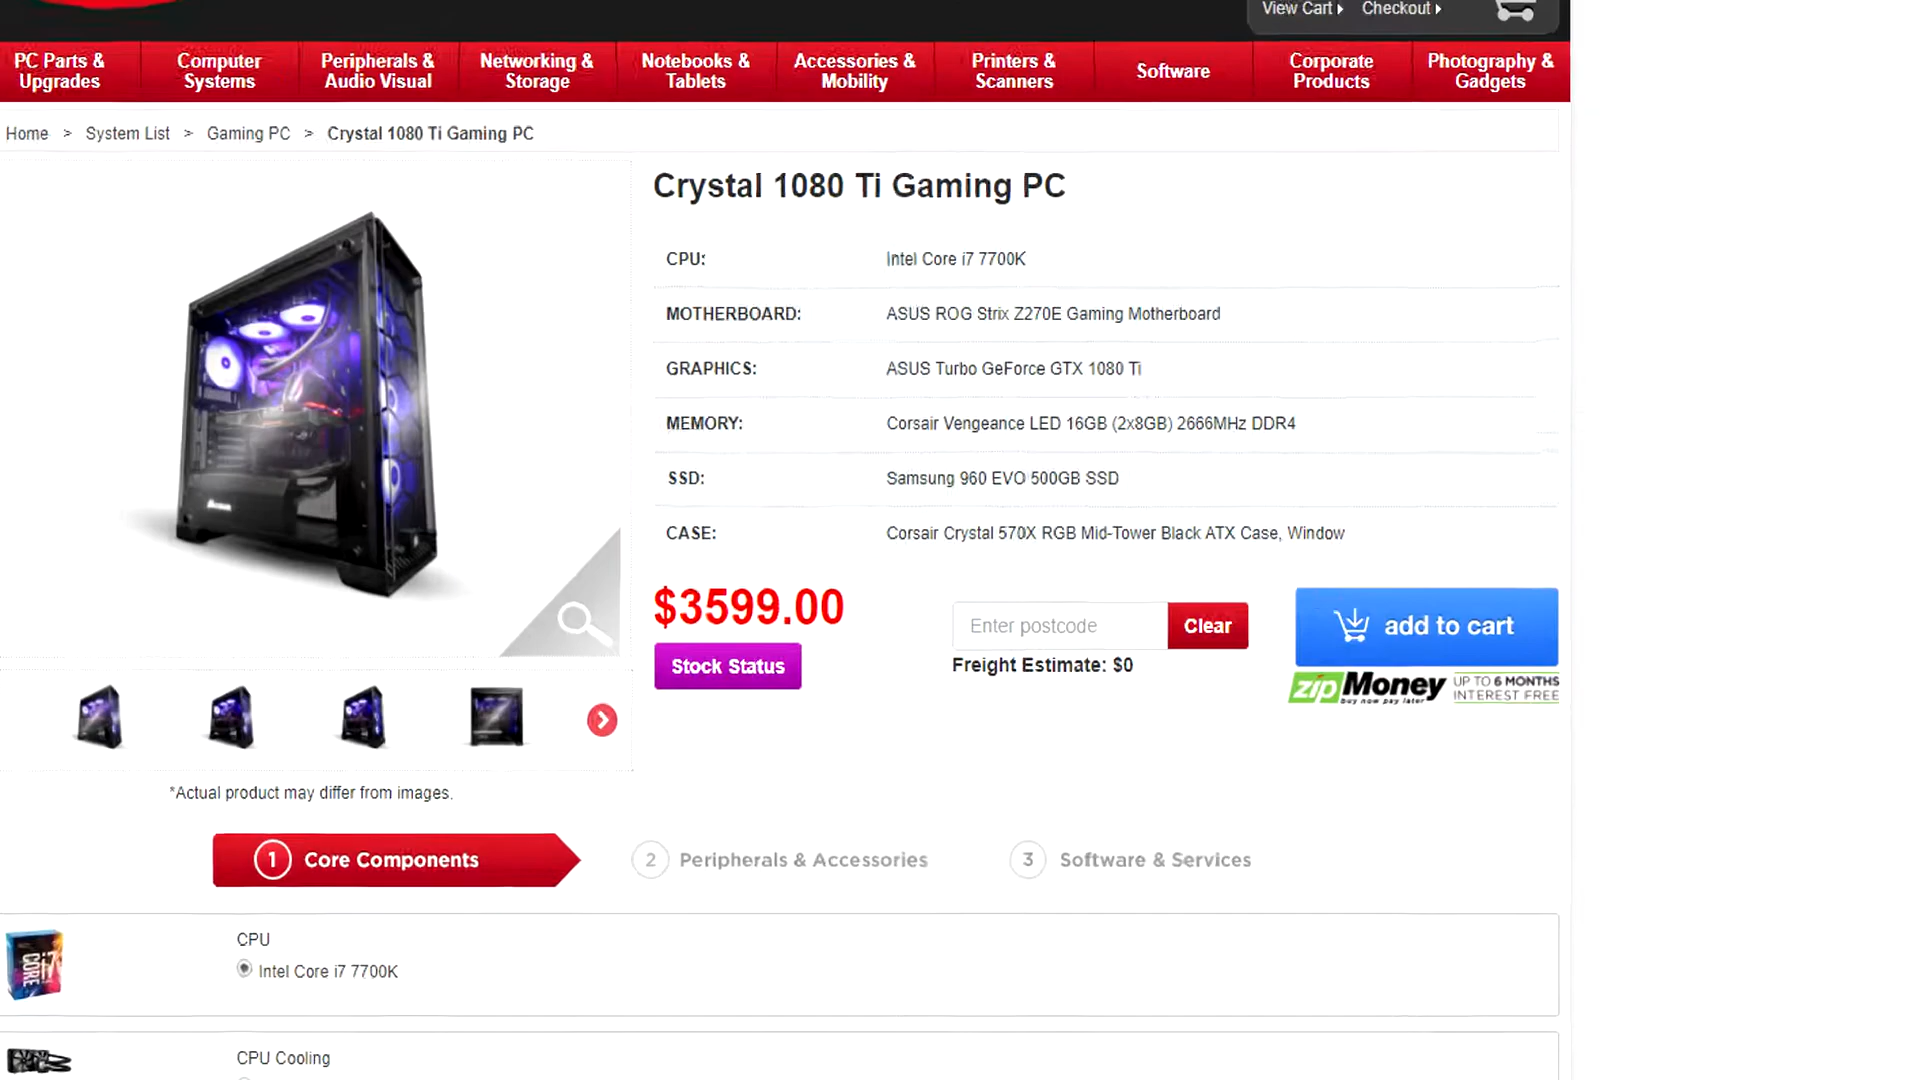 View Cart Checkout
PC Parts & Upgrades
Computer Systems
Peripherals & Audio Visual
Networking & Storage
Notebooks & Tablets
Accessories & Mobility
Printers & Scanners
Software
Corporate Products
Photography & Gadgets
Home > System List > Gaming PC > Crystal 1080 Ti Gaming PC
Crystal 1080 Ti Gaming PC
CPU: Intel Core i7 7700K
MOTHERBOARD: ASUS ROG Strix Z270E Gaming Motherboard
GRAPHICS: ASUS Turbo GeForce GTX 1080 Ti
MEMORY: Corsair Vengeance LED 16GB (2x8GB) 2666MHz DDR4
SSD: Samsung 960 EVO 500GB SSD
CASE: Corsair Crystal 570X RGB Mid-Tower Black ATX Case, Window
$3599.00
Stock Status
Enter postcode Clear
Freight Estimate: $0
add to cart
zipMoney
buy now pay later
UP TO 6 MONTHS
INTEREST FREE
*Actual product may differ from images.
1 Core Components
2 Peripherals & Accessories
3 Software & Services
CPU
Intel Core i7 7700K
CORE i7
CPU Cooling